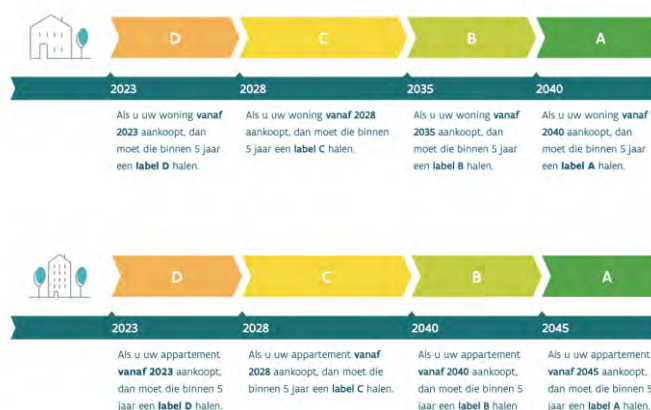 D C B A
2023 2028 2035 2040
Als u uw woning vanaf
2023 aankoopt, dan
moet die binnen 5 jaar
een label D halen.
Als u uw woning vanaf 2028
aankoopt, dan moet die binnen
5 jaar een label C halen.
Als u uw woning vanaf
2035 aankoopt, dan
moet die binnen 5 jaar
een label B halen.
Als u uw woning vanaf
2040 aankoopt, dan
moet die binnen 5 jaar
een label A halen.
D C B A
2023 2028 2040 2045
Als u uw appartement
vanaf 2023 aankoopt,
dan moet die binnen 5
jaar een label D halen.
Als u uw appartement vanaf
2028 aankoopt, dan moet die
binnen 5 jaar een label C halen.
Als u uw appartement
vanaf 2040 aankoopt,
dan moet die binnen 5
jaar een label B halen
Als u uw appartement
vanaf 2045 aankoopt,
dan moet die binnen 5
jaar een label A halen.